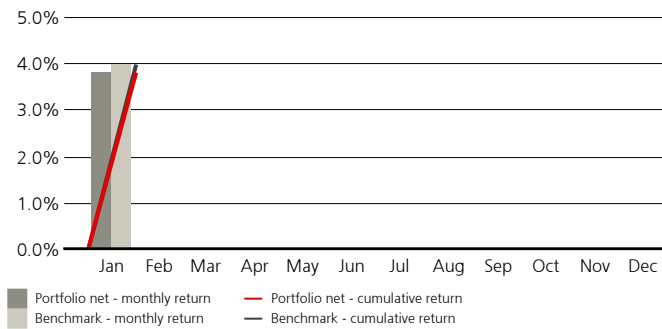 5.0%
4.0%
3.0%
2.0%
1.0%
0.0%
Jan Feb Mar Apr May Jun Jul Aug Sep Oct Nov Dec
Portfolio net - monthly return Portfolio net - cumulative return
Benchmark - monthly return Benchmark - cumulative return